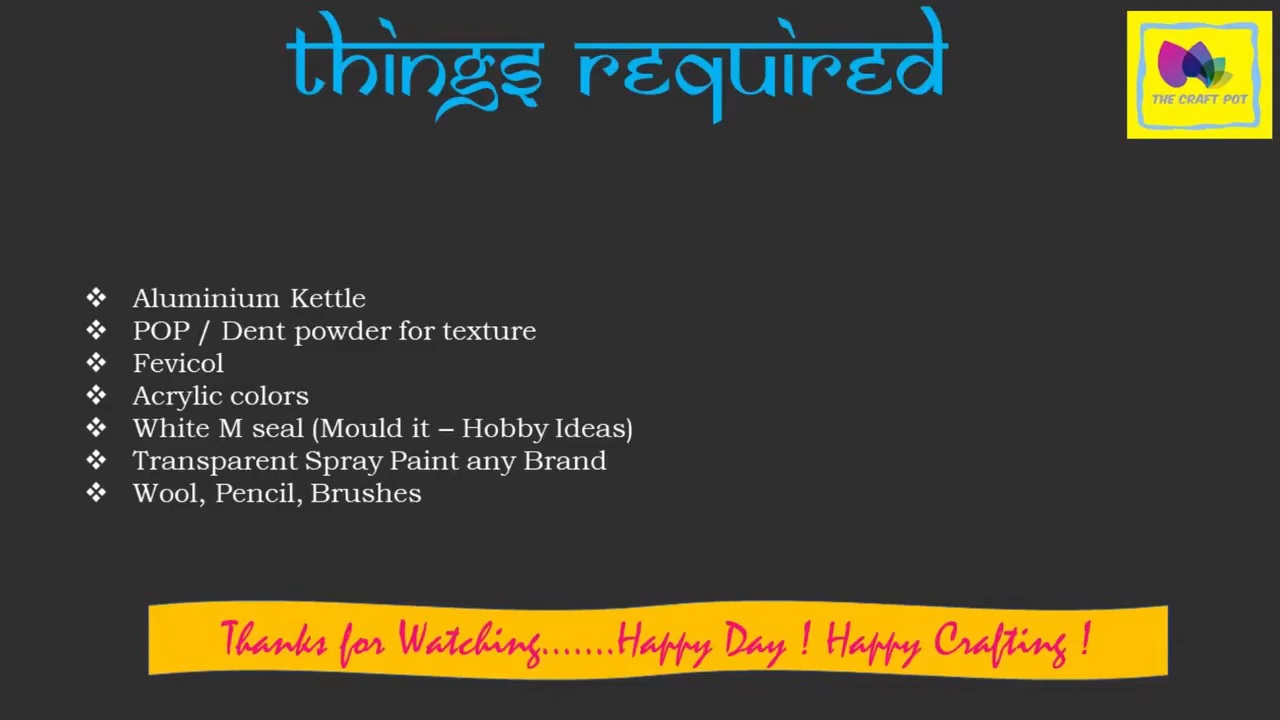 things required
THE CRAFT POT
Aluminium Kettle
POP / Dent powder for texture
Fevicol
Acrylic colors
White M seal (Mould it – Hobby Ideas)
Transparent Spray Paint any Brand
Wool, Pencil, Brushes
Thanks for Watching.......Happy Day ! Happy Crafting !